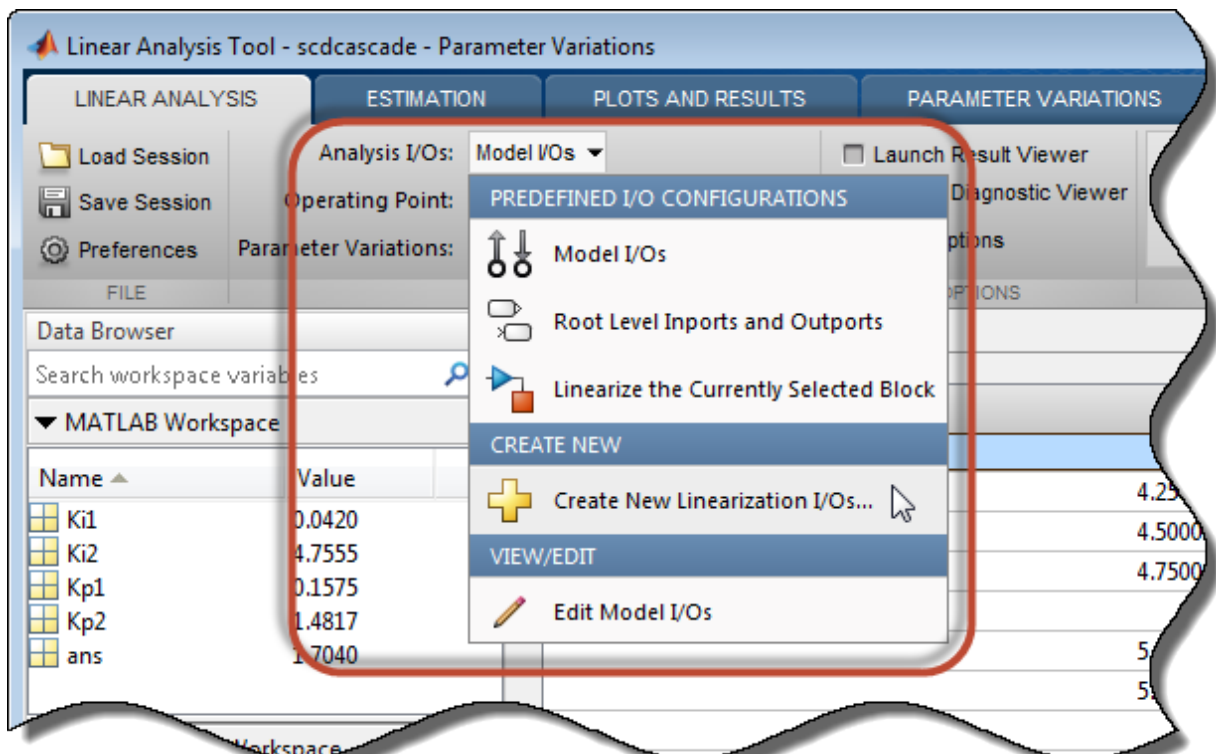 Linear Analysis Tool - scdcascade - Parameter Variations
LINEAR ANALYSIS
ESTIMATION
PLOTS AND RESULTS
PARAMETER VARIATIONS
Load Session
Save Session
Preferences
FILE
Analysis I/Os:
Model I/Os
Operating Point:
Parameter Variations:
Launch Result Viewer
Diagnostic Viewer
PREDEFINED I/O CONFIGURATIONS
Model I/Os
Root Level Inports and Outports
Linearize the Currently Selected Block
CREATE NEW
Create New Linearization I/Os...
VIEW/EDIT
Edit Model I/Os
Data Browser
Search workspace variables
MATLAB Workspace
Name Value
Ki1 0.0420
Ki2 4.7555
Kp1 0.1575
Kp2 1.4817
ans 1.7040
4.5000
4.7500